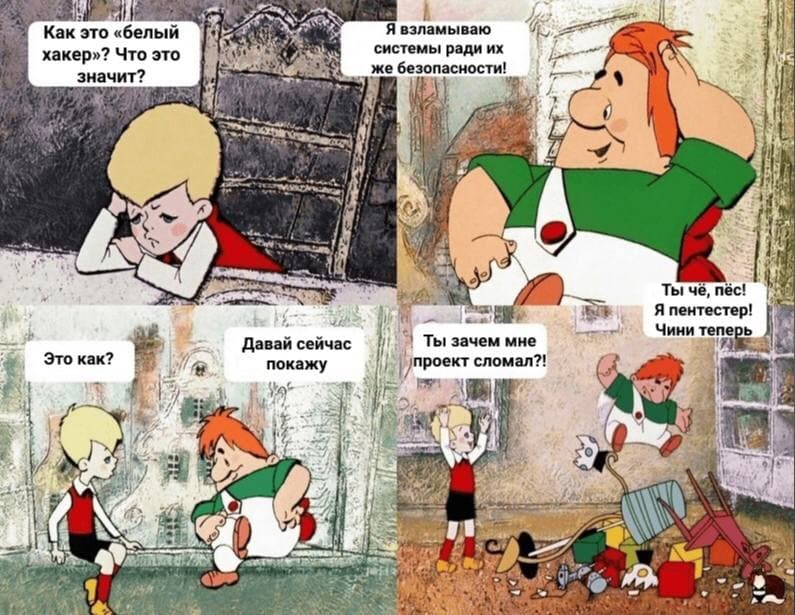 Как это «белый
хакер»? Что это
значит?
Я взламываю
системы ради их
же безопасности!
Это как?
Давай сейчас
покажу
Ты зачем мне
проект сломал?!
Ты чё, пёс!
Я пентестер!
Чини теперь